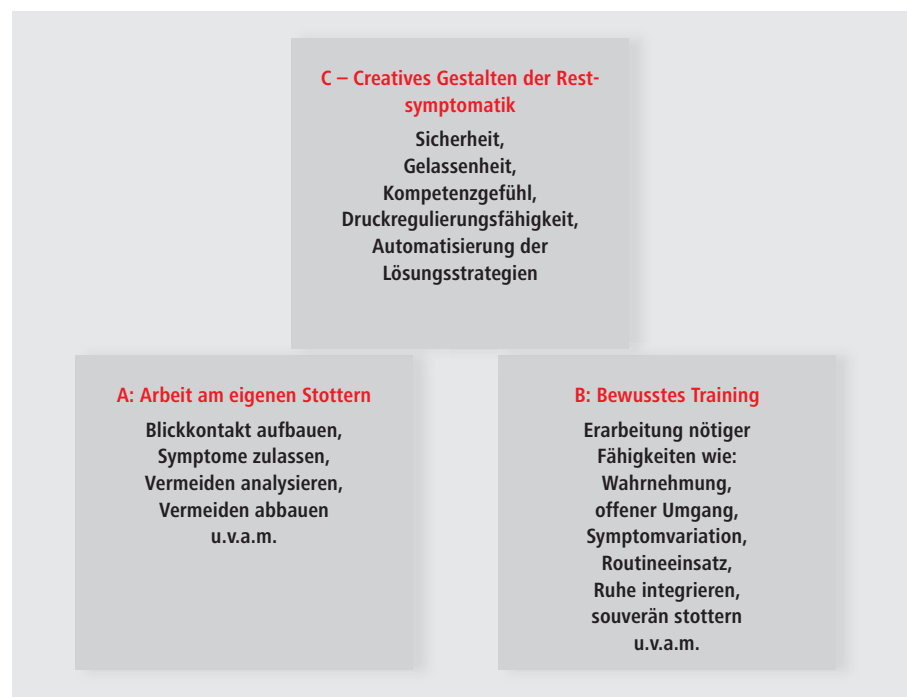 C – Creatives Gestalten der Rest-
symptomatik
Sicherheit,
Gelassenheit,
Kompetenzgefühl,
Druckregulierungsfähigkeit,
Automatisierung der
Lösungsstrategien
A: Arbeit am eigenen Stottern
Blickkontakt aufbauen,
Symptome zulassen,
Vermeiden analysieren,
Vermeiden abbauen
u.v.a.m.
B: Bewusstes Training
Erarbeitung nötiger
Fähigkeiten wie:
Wahrnehmung,
offener Umgang,
Symptomvariation,
Routineeinsatz,
Ruhe integrieren,
souverän stottern
u.v.a.m.